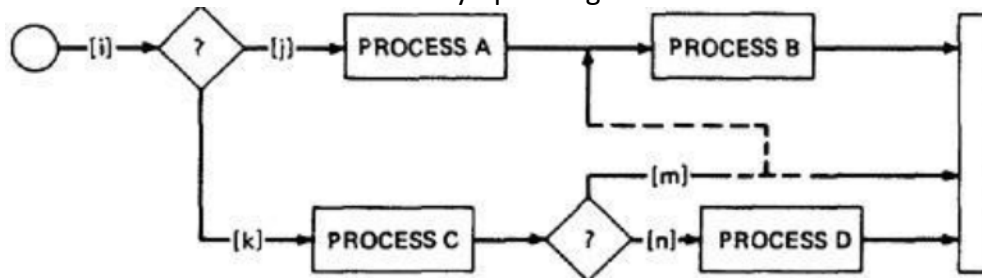 [i]
?
[j]
PROCESS A
PROCESS B
[m]
[k]
PROCESS C
?
[n]
PROCESS D